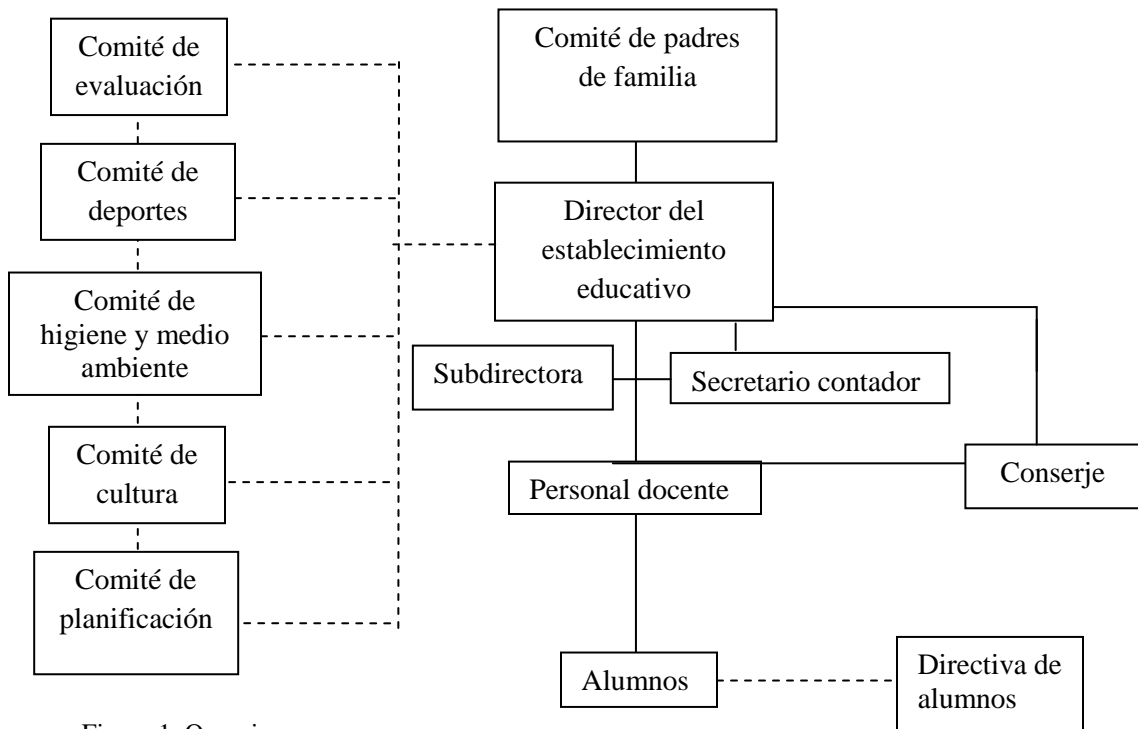 Comité de
evaluación
Comité de
deportes
Comité de
higiene y medio
ambiente
Comité de
cultura
Comité de
planificación
Comité de padres
de familia
Director del
establecimiento
educativo
Subdirectora
Secretario contador
Personal docente
Conserje
Alumnos
Directiva de
alumnos